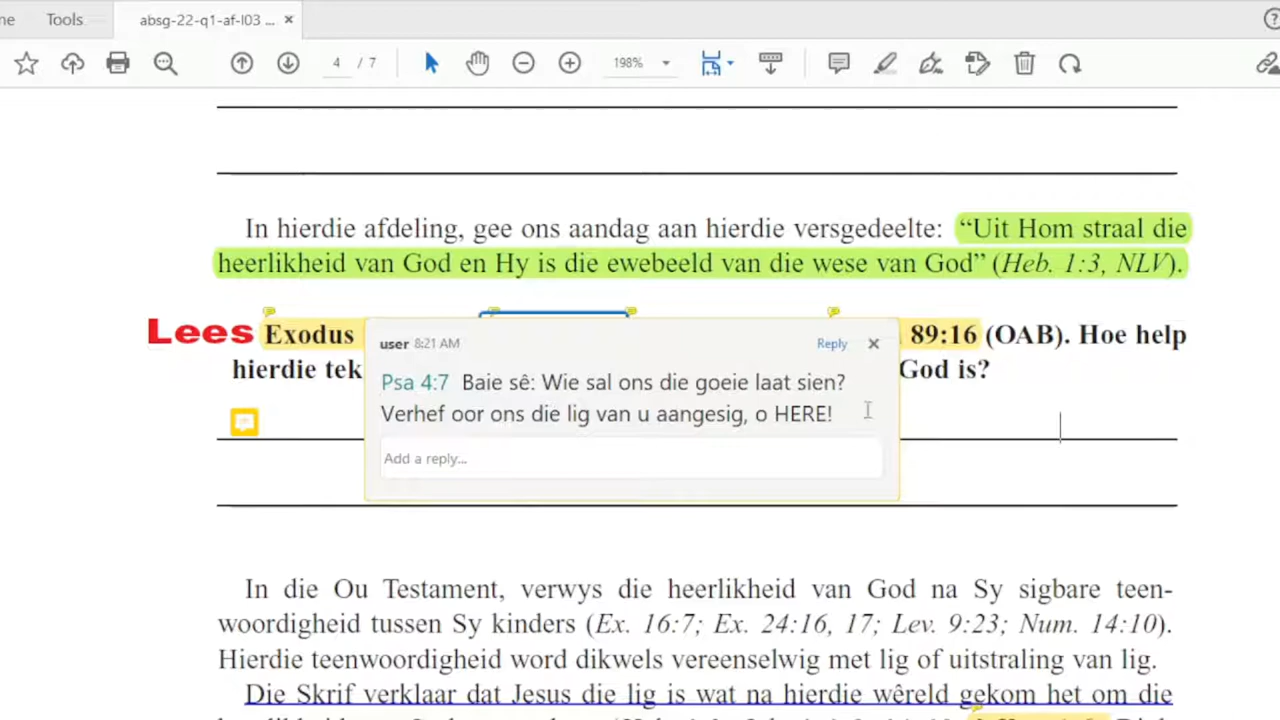 Tools
absg-22-q1-af-l03 ...
4 / 7
198%
In hierdie afdeling, gee ons aandag aan hierdie versgedeelte: “Uit Hom straal die
heerlikheid van God en Hy is die ewebeeld van die wese van God” (Heb. 1:3, NLV).
Lees Exodus 89:16 (OAB). Hoe help
hierdie tek God is?
user 8:21 AM
Reply
Psa 4:7 Baie sê: Wie sal ons die goeie laat sien?
Verhef oor ons die lig van u aangesig, o HERE!
Add a reply...
In die Ou Testament, verwys die heerlikheid van God na Sy sigbare teen-
woordigheid tussen Sy kinders (Ex. 16:7; Ex. 24:16, 17; Lev. 9:23; Num. 14:10).
Hierdie teenwoordigheid word dikwels vereenselwig met lig of uitstraling van lig.
Die Skrif verklaar dat Jesus die lig is wat na hierdie wêreld gekom het om die